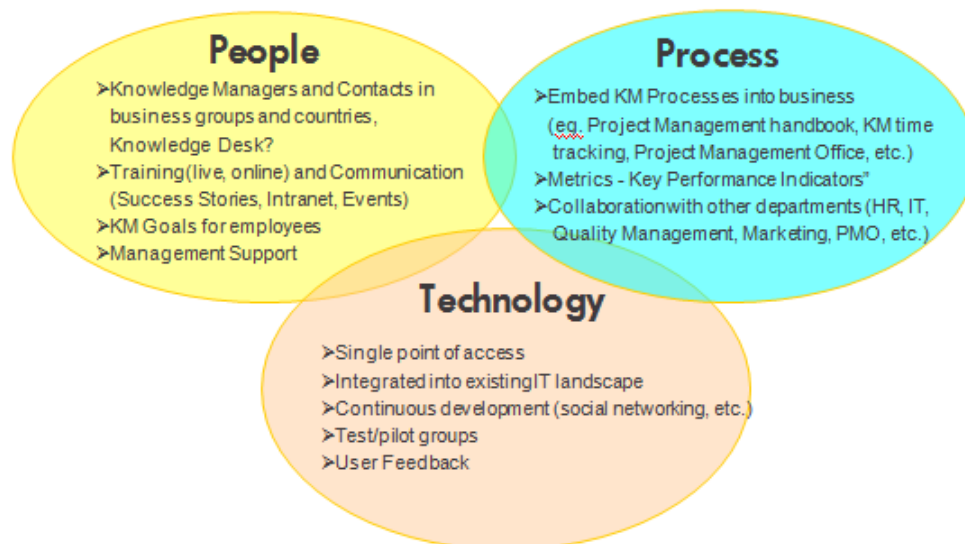 People
➢Knowledge Managers and Contacts in
business groups and countries,
Knowledge Desk?
➢Training(live, online) and Communication
(Success Stories, Intranet, Events)
➢KM Goals for employees
➢Management Support
Process
➢Embed KM Processes into business
(eg. Project Management handbook, KM time
tracking, Project Management Office, etc.)
➢Metrics - Key Performance Indicators"
➢Collaborationwith other departments (HR, IT,
Quality Management, Marketing, PMO, etc.)
Technology
➢Single point of access
➢Integrated into existingIT landscape
➢Continuous development (social networking, etc.)
➢Test/pilot groups
➢User Feedback